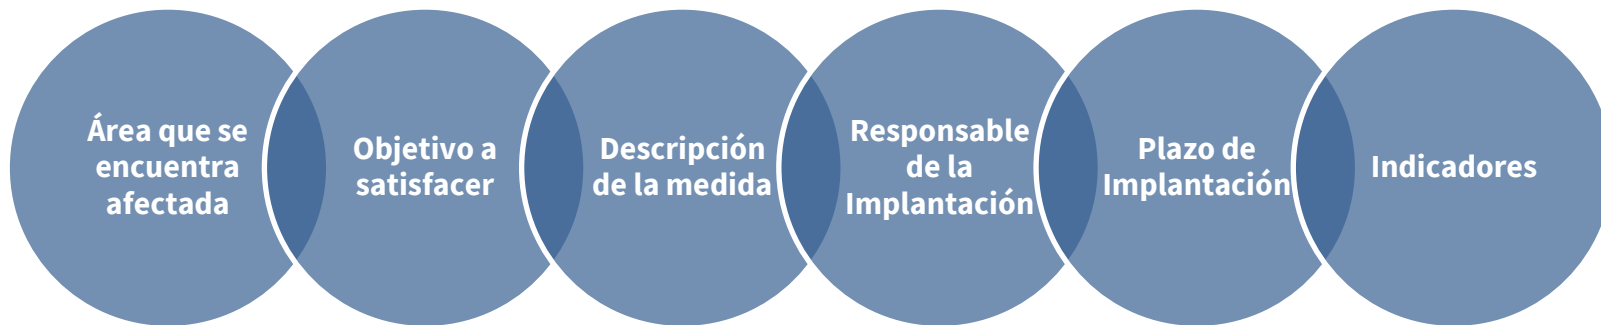 Área que se
encuentra
afectada
Objetivo a
satisfacer
Descripción
de la medida
Responsable
de la
Implantación
Plazo de
Implantación
Indicadores